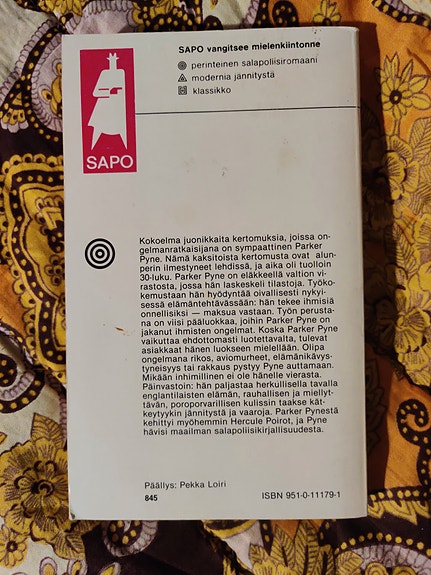 SAPO
SAPO vangitsee mielenkiintonne
perinteinen salapoliisiromaani
modernia jännitystä
klassikko
Kokoelma juonikkaita kertomuksia, joissa on-
gelmanratkaisijana on sympaattinen Parker
Pyne. Nämä kaksitoista kertomusta ovat alun-
perin ilmestyneet lehdissä, ja aika oli tuolloin
30-luku. Parker Pyne on eläkkeellä valtion vi-
rastosta, jossa hän laskeskeli tilastoja. Työko-
kemustaan hän hyödyntää oivallisesti nykyi-
sessä elämäntehtävässään: hän tekee ihmisiä
onnellisiksi — maksua vastaan. Työn perusta-
na on viisi pääluokkaa, joihin Parker Pyne on
jakanut ihmisten ongelmat. Koska Parker Pyne
vaikuttaa ehdottomasti luotettavalta, tulevat
asiakkaat hänen luokseen mielellään. Olipa
ongelmana rikos, aviomurheet, elämänikävys-
tyneisyys tai rakkaus pystyy Pyne auttamaan.
Mikään inhimillinen ei ole hänelle vierasta.
Päinvastoin: hän paljastaa herkullisella tavalla
englantilaisten elämän, rauhallisen ja miellyt-
tävän, poroporvarillisen kulissin taakse kät-
keytyykin jännitystä ja vaaroja. Parker Pynestä
kehittyi myöhemmin Hercule Poirot, ja Pyne
hävisi maailman salapoliisikirjallisuudesta.
Päällys: Pekka Loiri
845 ISBN 951-0-11179-1